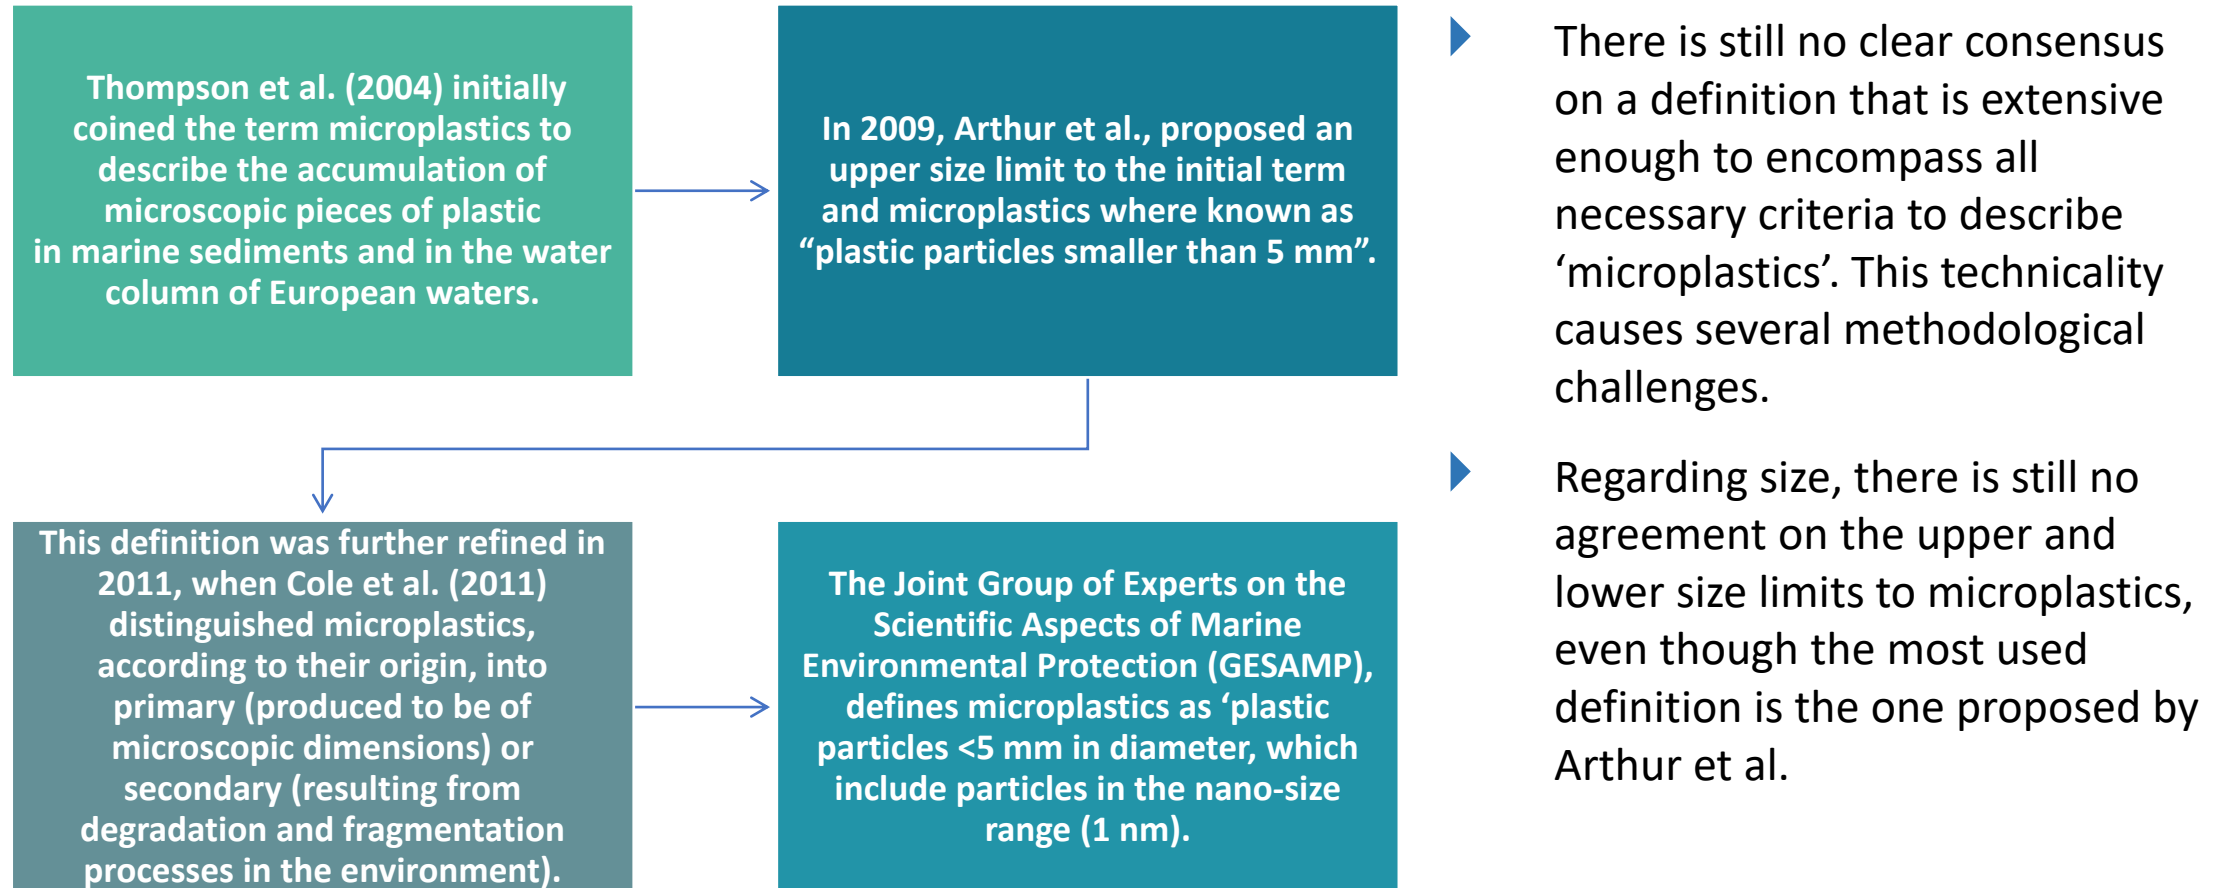 Thompson et al. (2004) initially
coined the term microplastics to
describe the accumulation of
microscopic pieces of plastic
in marine sediments and in the water
column of European waters.
In 2009, Arthur et al., proposed an
upper size limit to the initial term
and microplastics where known as
“plastic particles smaller than 5 mm”.
This definition was further refined in
2011, when Cole et al. (2011)
distinguished microplastics,
according to their origin, into
primary (produced to be of
microscopic dimensions) or
secondary (resulting from
degradation and fragmentation
processes in the environment).
The Joint Group of Experts on the
Scientific Aspects of Marine
Environmental Protection (GESAMP),
defines microplastics as ‘plastic
particles <5 mm in diameter, which
include particles in the nano-size
range (1 nm).
There is still no clear consensus
on a definition that is extensive
enough to encompass all
necessary criteria to describe
‘microplastics’. This technicality
causes several methodological
challenges.
Regarding size, there is still no
agreement on the upper and
lower size limits to microplastics,
even though the most used
definition is the one proposed by
Arthur et al.